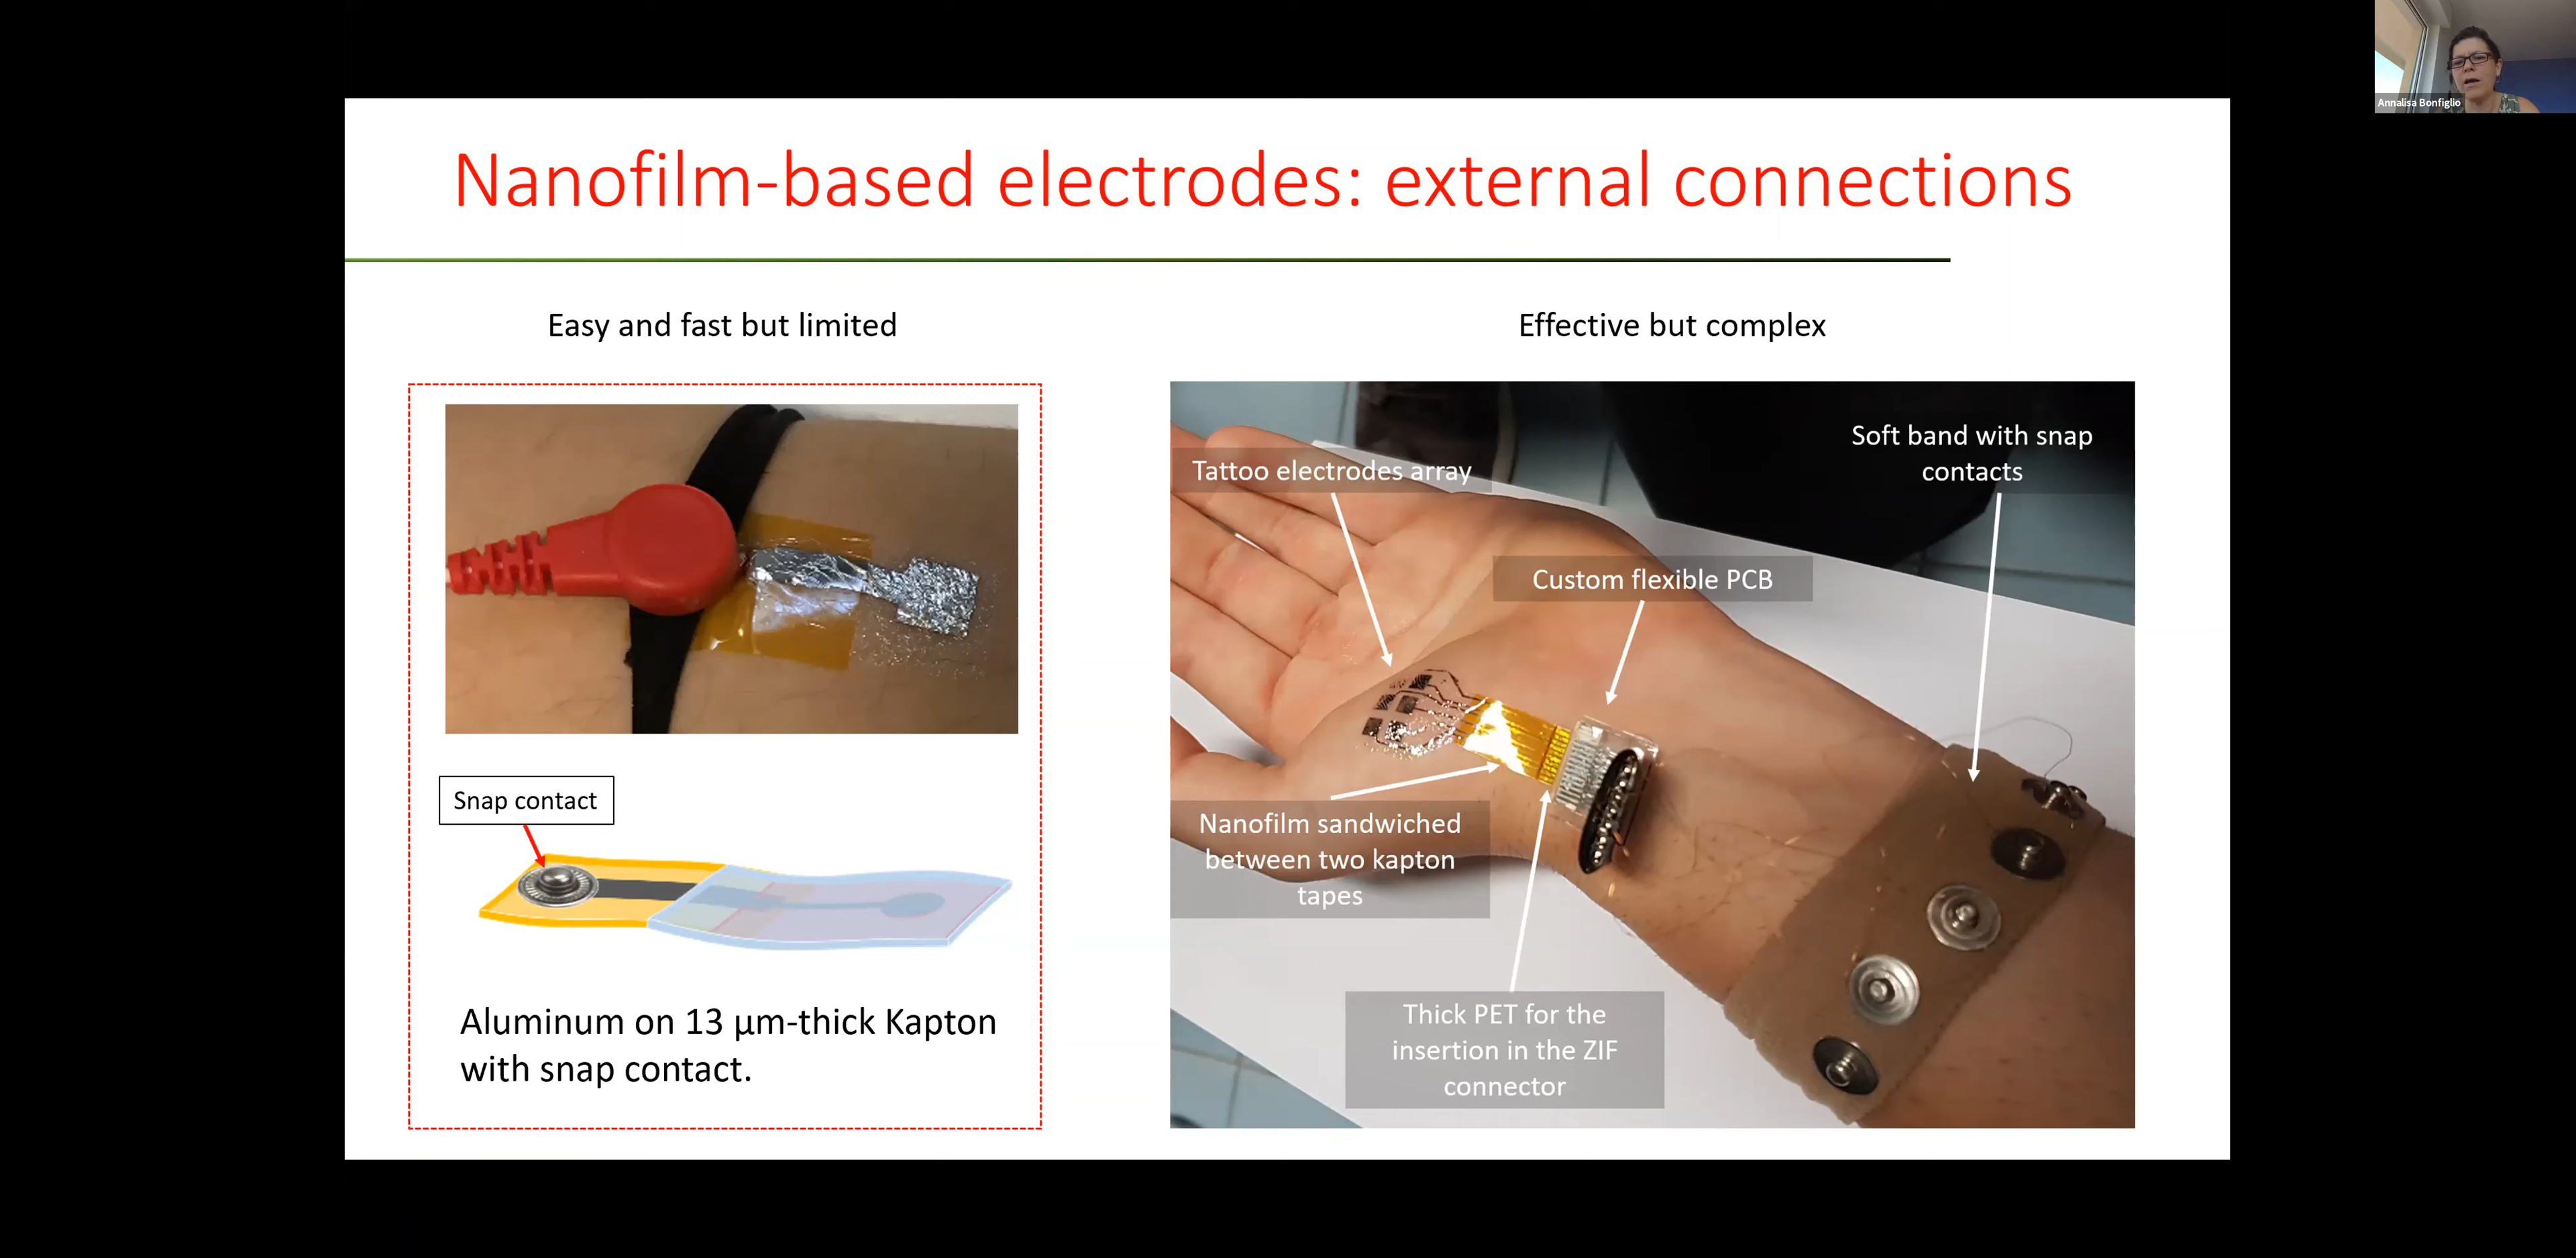 Annalisa Bonfiglio
Nanofilm-based electrodes: external connections
Easy and fast but limited
Snap contact
Aluminum on 13 µm-thick Kapton
with snap contact.
Effective but complex
Tattoo electrodes array
Soft band with snap
contacts
Custom flexible PCB
Nanofilm sandwiched
between two kapton
tapes
Thick PET for the
insertion in the ZIF
connector